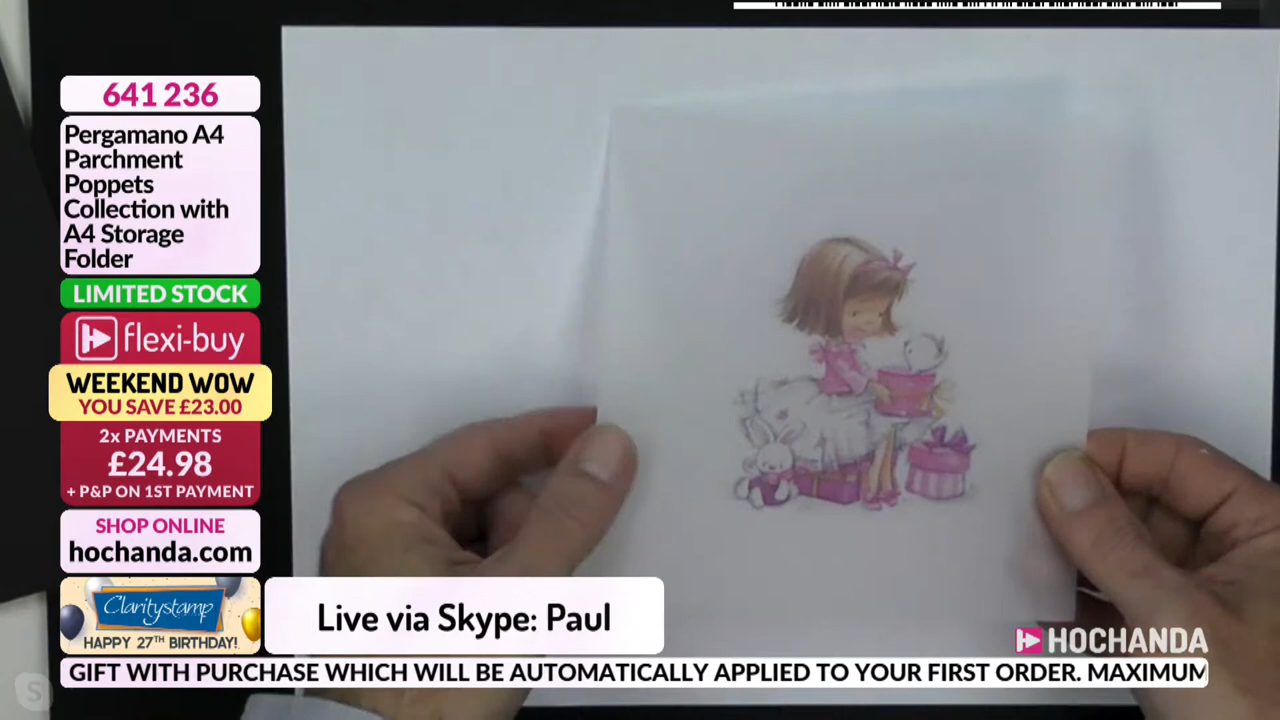 641 236
Pergamano A4
Parchment
Poppets
Collection with
A4 Storage
Folder
LIMITED STOCK
flexi-buy
WEEKEND WOW
YOU SAVE £23.00
2x PAYMENTS
£24.98
+ P&P ON 1ST PAYMENT
SHOP ONLINE
hochanda.com
Claritystamp
HAPPY 27TH BIRTHDAY!
Live via Skype: Paul
HOCHANDA
GIFT WITH PURCHASE WHICH WILL BE AUTOMATICALLY APPLIED TO YOUR FIRST ORDER. MAXIMUM